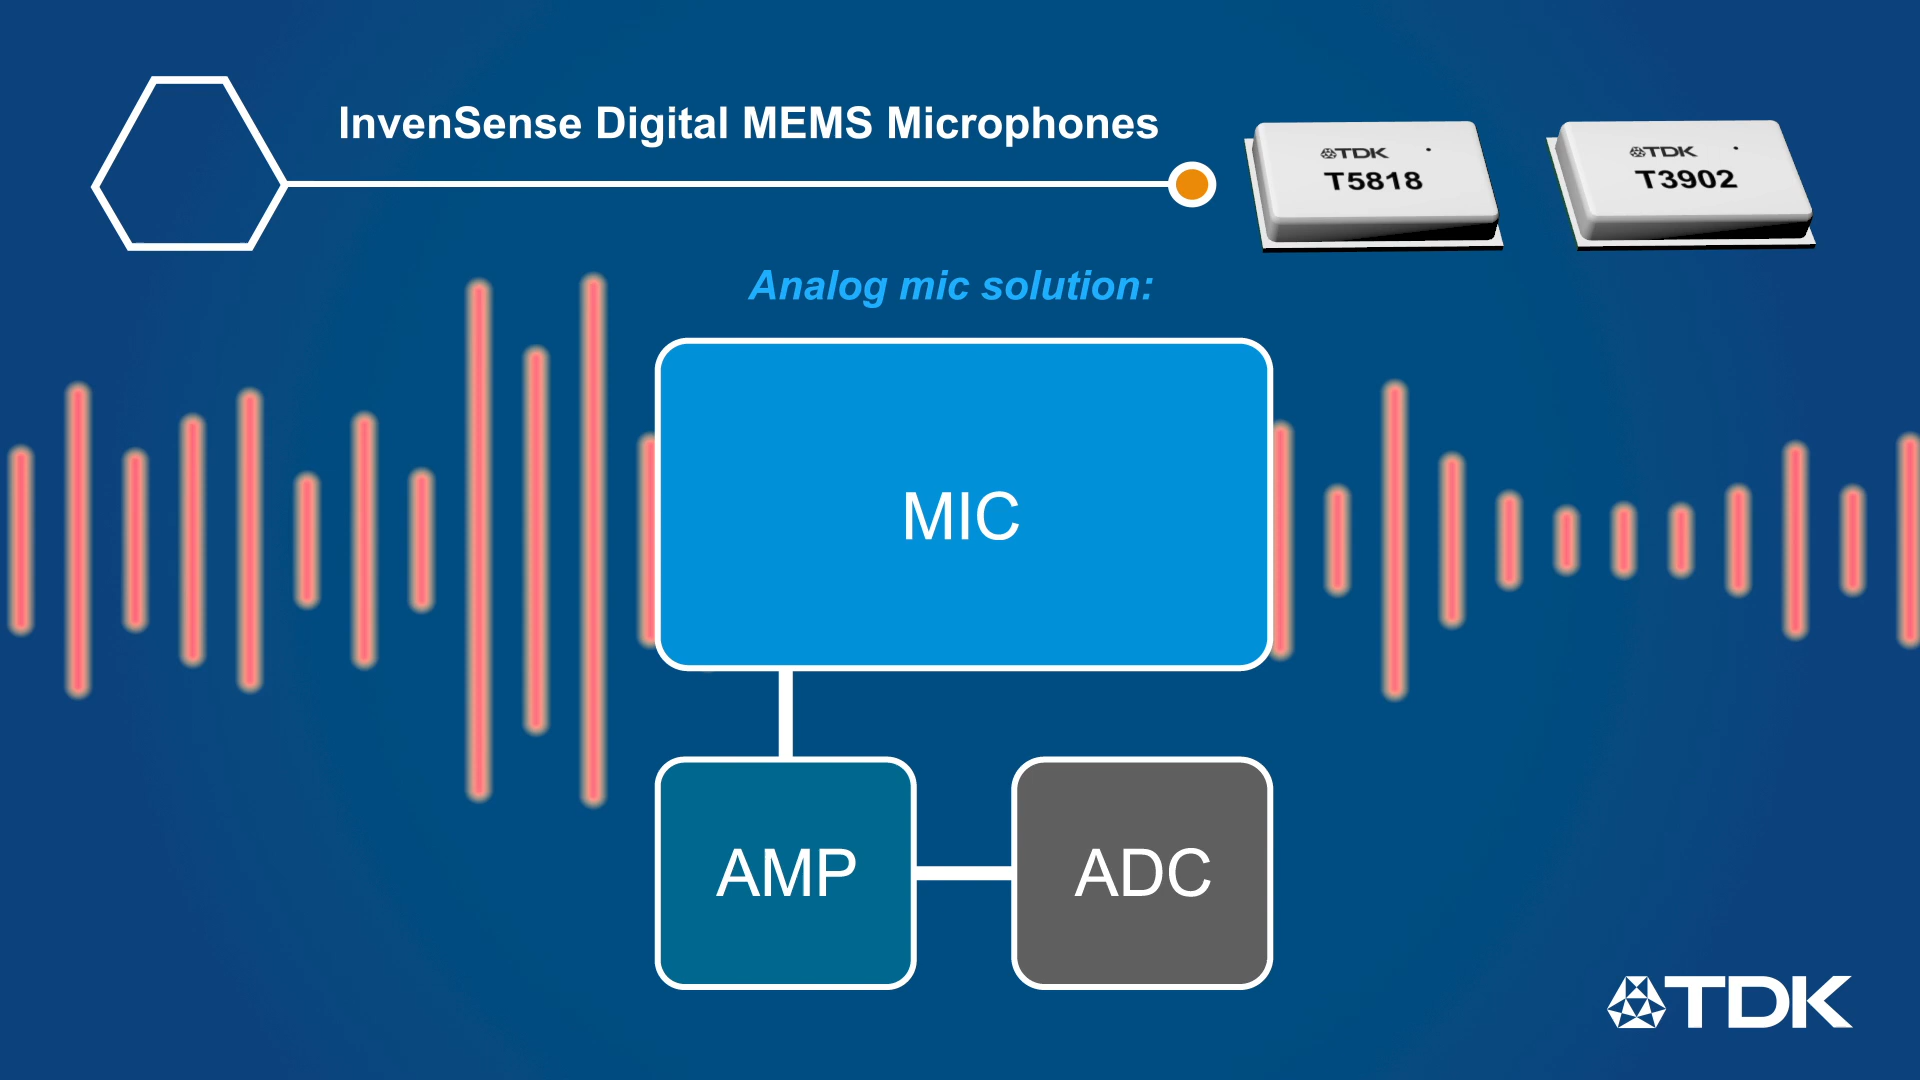 InvenSense Digital MEMS Microphones
TDK
T5818
TDK
T3902
Analog mic solution:
MIC
AMP
ADC
TDK